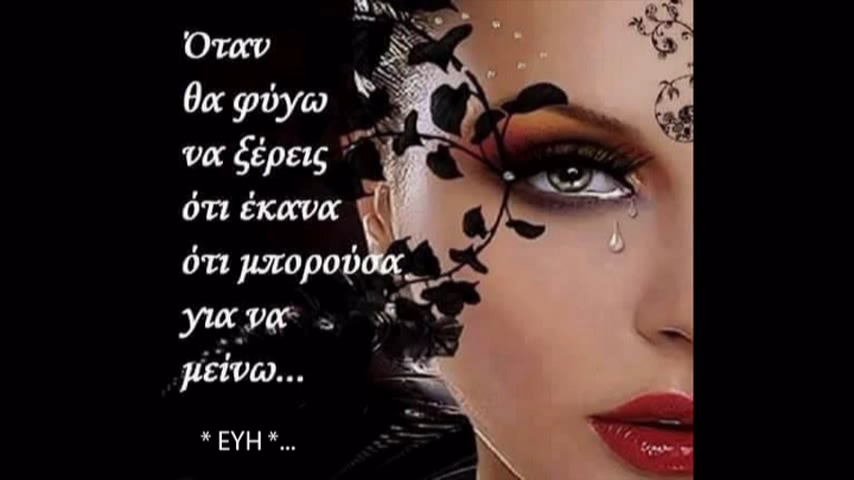 Όταν
θα φύγω
να ξέρεις
ότι έκανα
ότι μπορούσα
για να
μείνω...
* ΕΥΗ *...